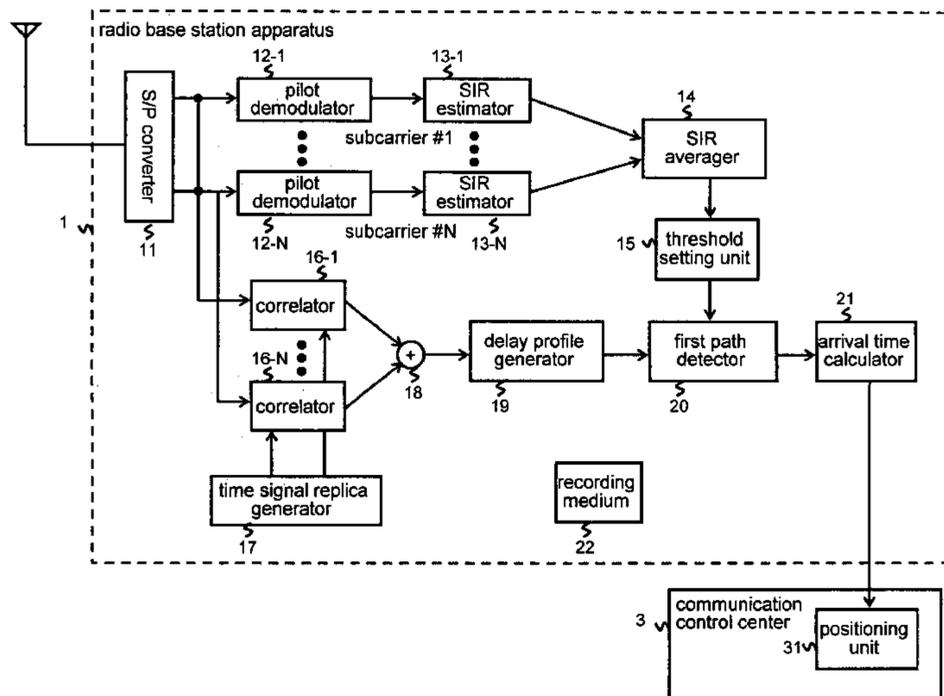 radio base station apparatus
12-1
13-1
S/P converter
pilot
demodulator
SIR
estimator
14
subcarrier #1
SIR
averager
pilot
demodulator
SIR
estimator
1
11
12-N
subcarrier #N
13-N
15
threshold
setting unit
16-1
correlator
21
16-N
+
18
delay profile
generator
first path
detector
arrival time
calculator
correlator
19
20
time signal replica
generator
recording
medium
17
22
3
communication
control center
31
positioning
unit